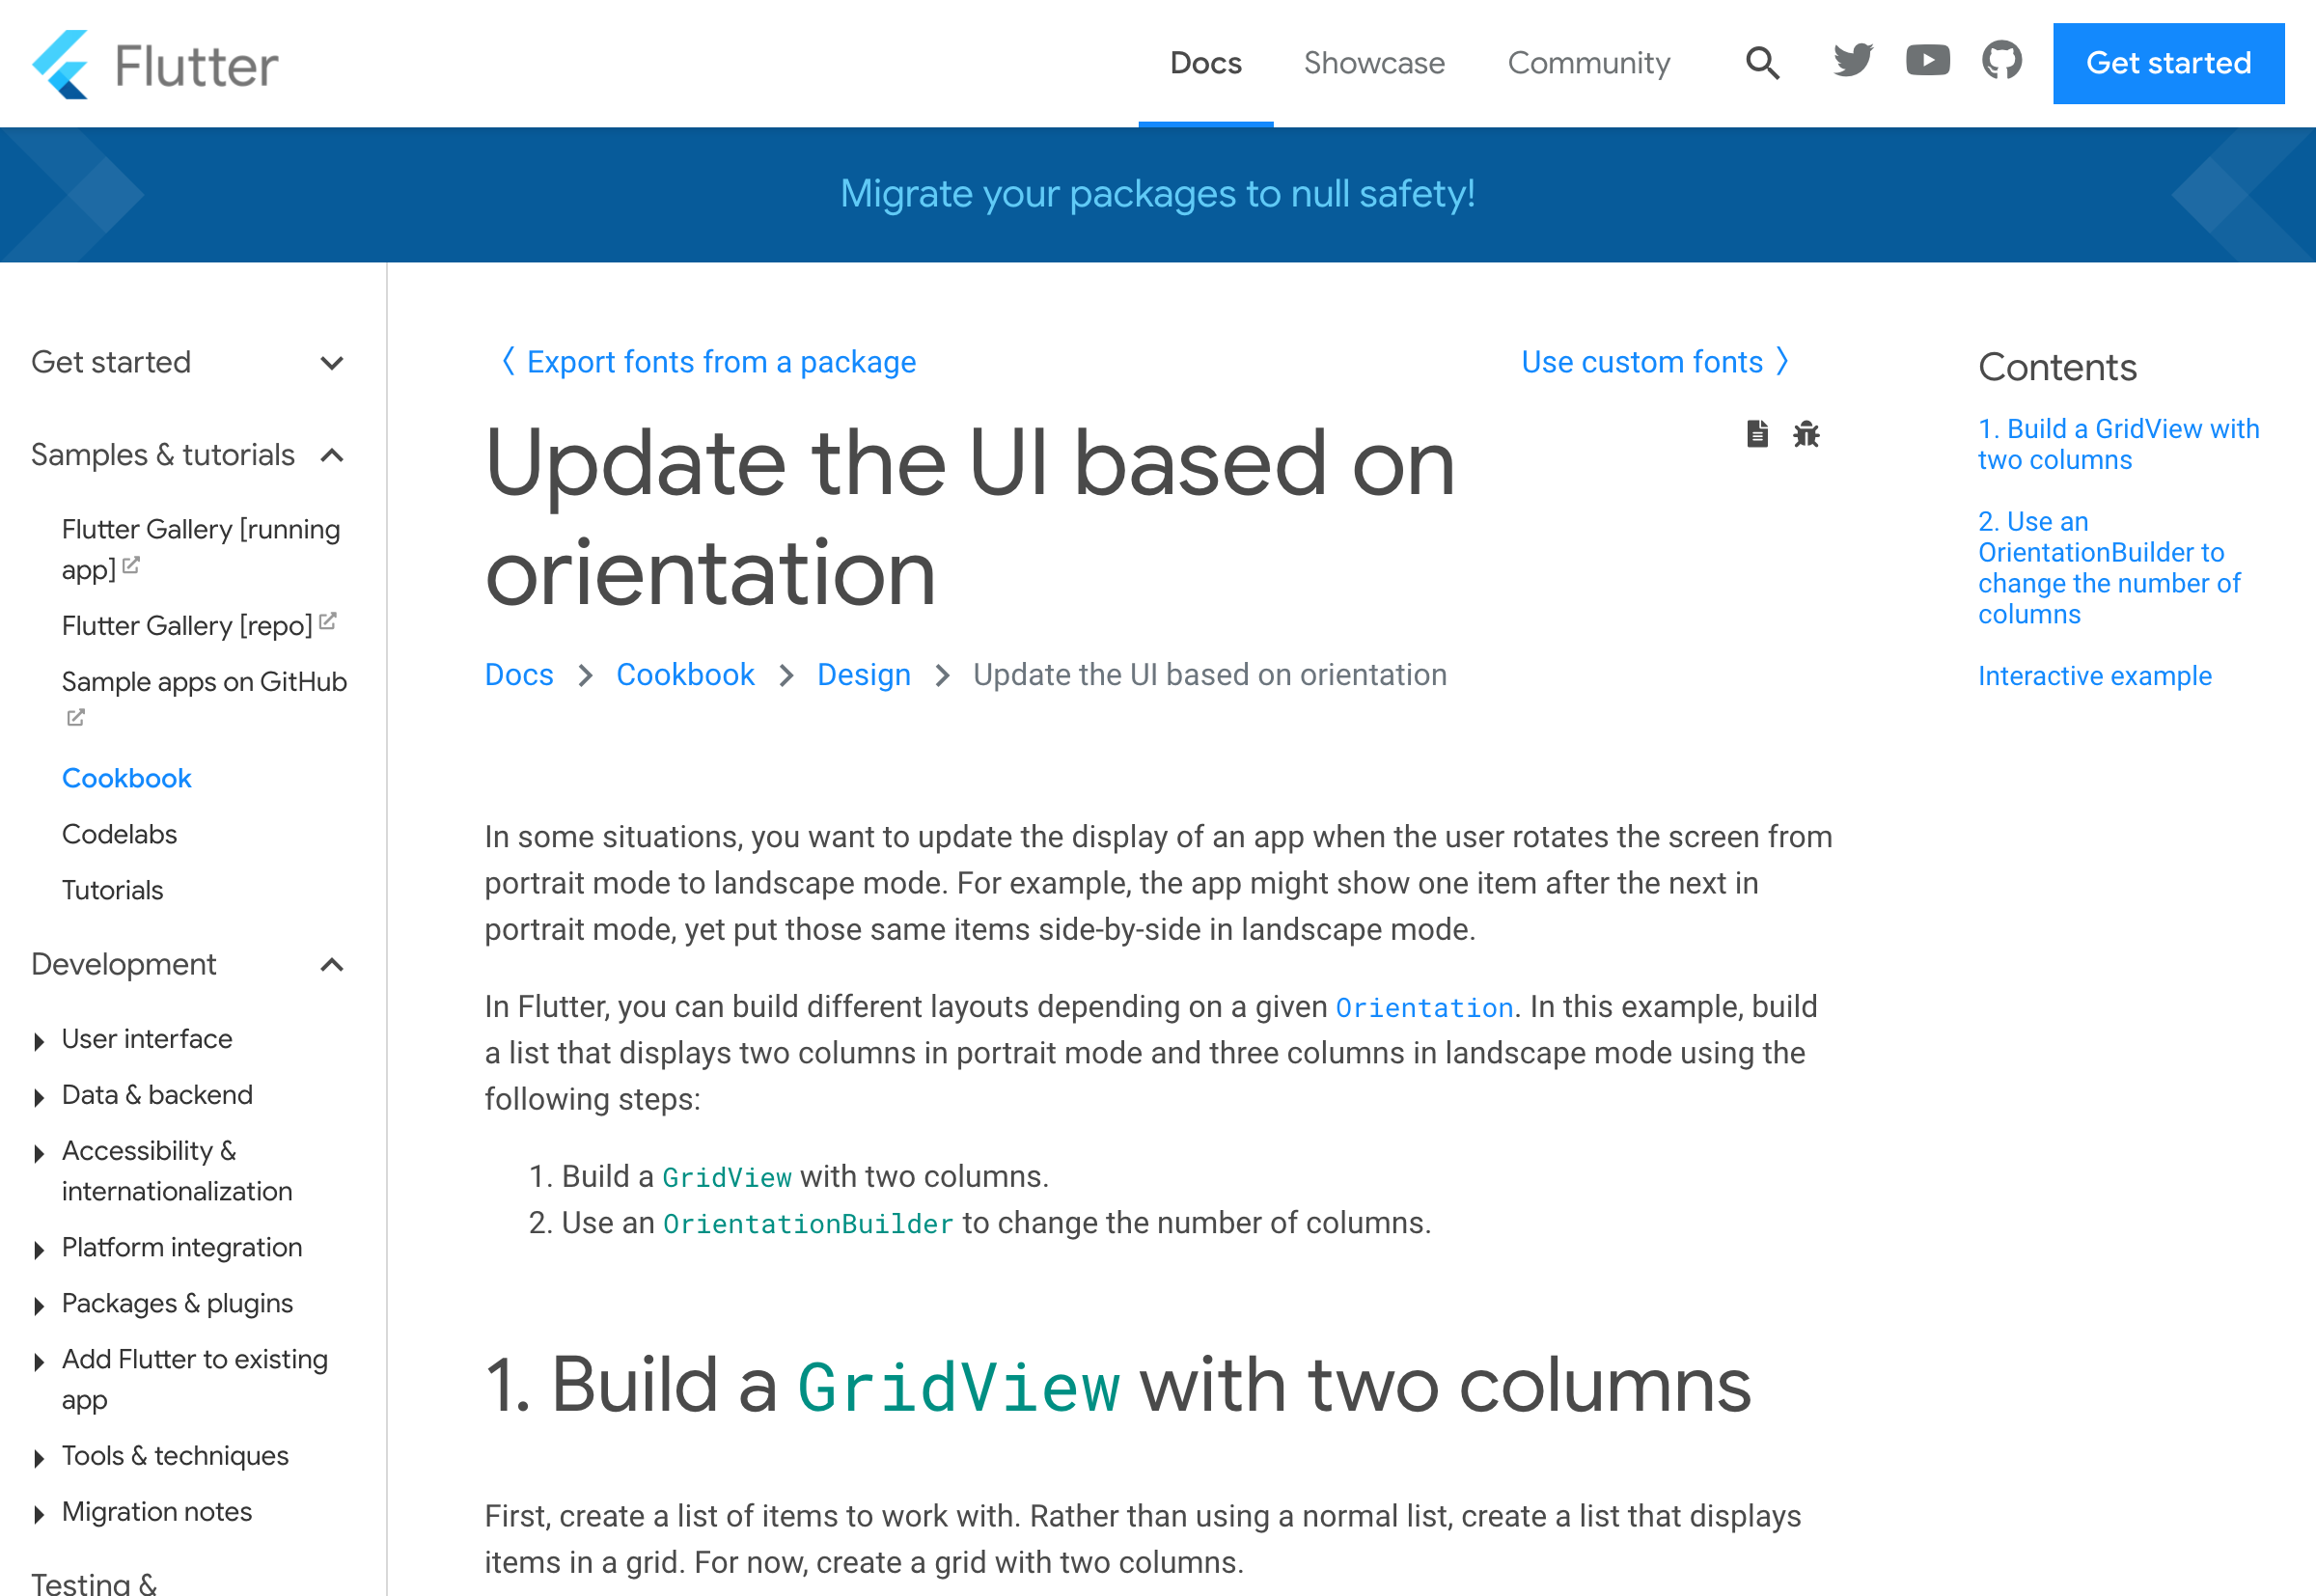 Flutter
Docs
Showcase
Community
Get started
Migrate your packages to null safety!
Get started
Samples & tutorials
Flutter Gallery [running
app]
Flutter Gallery [repo]
Sample apps on GitHub
Cookbook
Codelabs
Tutorials
Development
User interface
Data & backend
Accessibility &
internationalization
Platform integration
Packages & plugins
Add Flutter to existing
app
Tools & techniques
Migration notes
Testing &
〈 Export fonts from a package
Use custom fonts 〉
Update the UI based on
orientation
Docs
Cookbook
Design
Update the UI based on orientation
In some situations, you want to update the display of an app when the user rotates the screen from
portrait mode to landscape mode. For example, the app might show one item after the next in
portrait mode, yet put those same items side-by-side in landscape mode.
In Flutter, you can build different layouts depending on a given Orientation. In this example, build
a list that displays two columns in portrait mode and three columns in landscape mode using the
following steps:
1. Build a GridView with two columns.
2. Use an OrientationBuilder to change the number of columns.
1. Build a GridView with two columns
First, create a list of items to work with. Rather than using a normal list, create a list that displays
items in a grid. For now, create a grid with two columns.
Contents
1. Build a GridView with
two columns
2. Use an
OrientationBuilder to
change the number of
columns
Interactive example